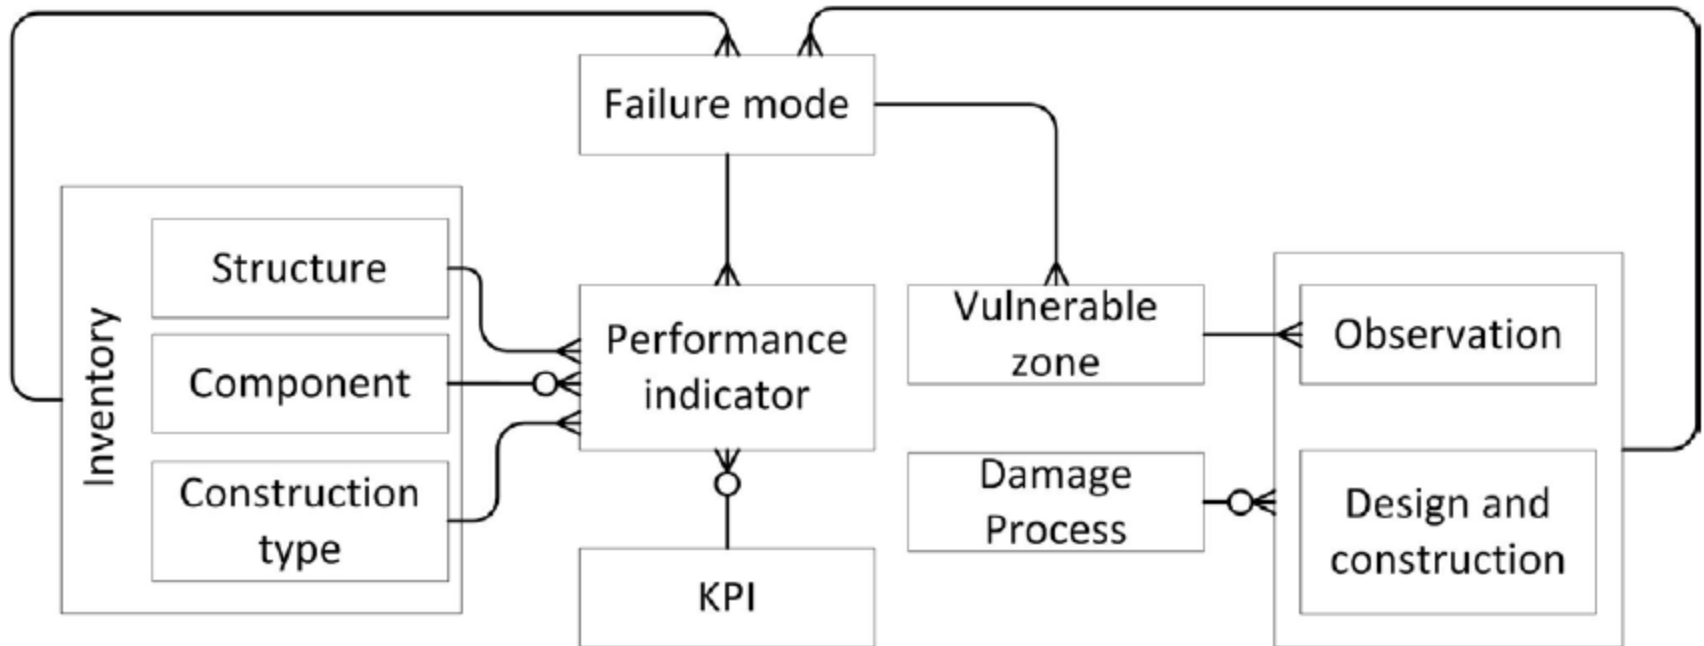 Failure mode
Inventory
Structure
Component
Construction
type
Performance
indicator
KPI
Vulnerable
zone
Damage
Process
Observation
Design and
construction